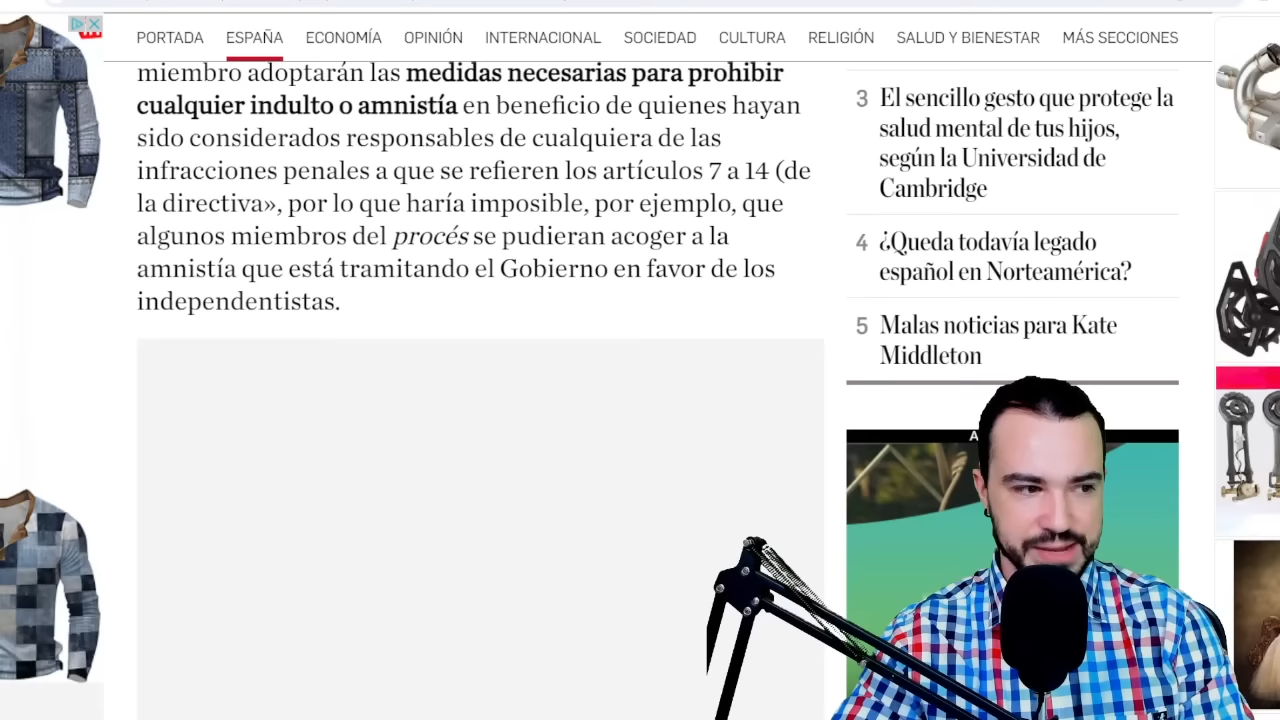 PORTADA ESPAÑA ECONOMÍA OPINIÓN INTERNACIONAL SOCIEDAD CULTURA RELIGIÓN SALUD Y BIENESTAR MÁS SECCIONES
miembro adoptarán las medidas necesarias para prohibir
cualquier indulto o amnistía en beneficio de quienes hayan
sido considerados responsables de cualquiera de las
infracciones penales a que se refieren los artículos 7 a 14 (de
la directiva», por lo que haría imposible, por ejemplo, que
algunos miembros del procés se pudieran acoger a la
amnistía que está tramitando el Gobierno en favor de los
independentistas.
3 El sencillo gesto que protege la
salud mental de tus hijos,
según la Universidad de
Cambridge
4 ¿Queda todavía legado
español en Norteamérica?
5 Malas noticias para Kate
Middleton